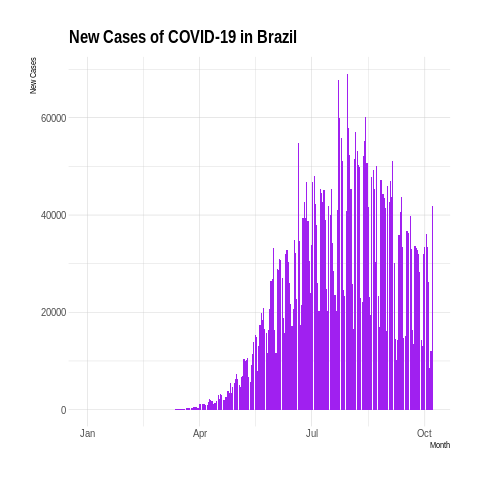 New Cases of COVID-19 in Brazil
New Cases
60000
40000
20000
0
Jan Apr Jul Oct
Month